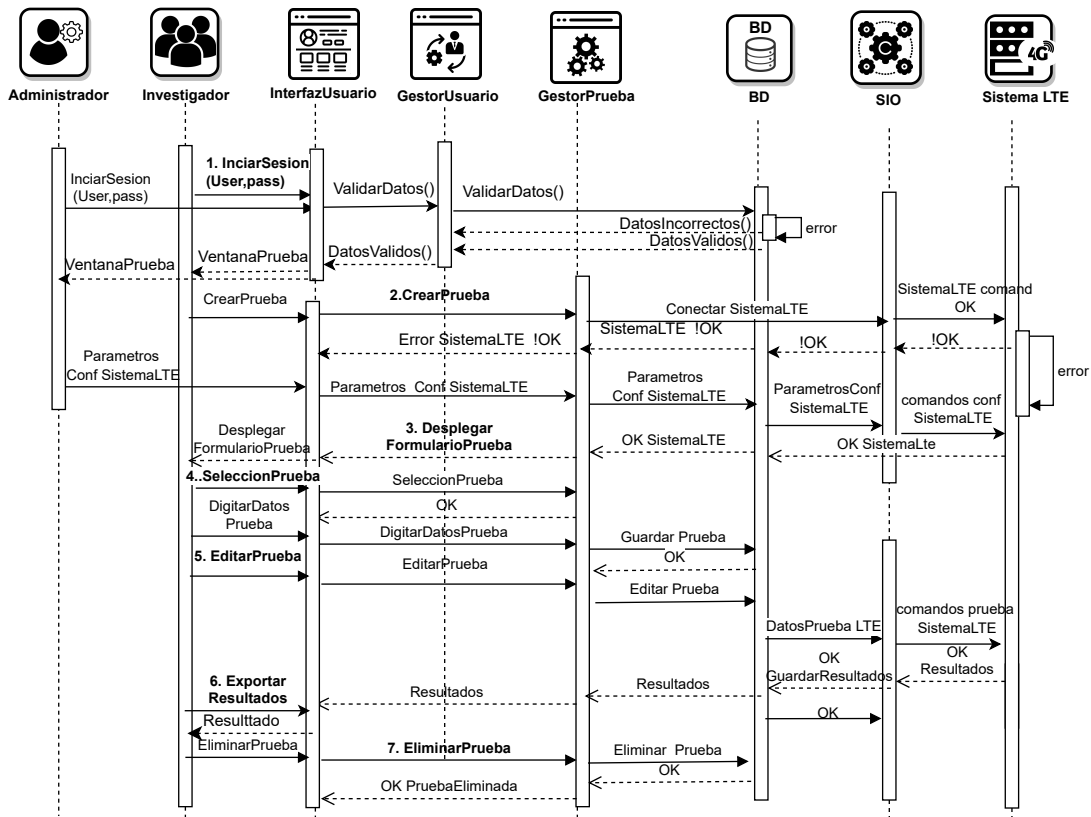 BD
4G
Administrador
Investigador
InterfazUsuario
GestorUsuario
GestorPrueba
BD
SIO
Sistema LTE
1. InciarSesion
(User,pass)
InciarSesion
(User,pass)
ValidarDatos()
ValidarDatos()
DatosIncorrectos()
error
DatosValidos()
DatosValidos()
VentanaPrueba
VentanaPrueba
CrearPrueba
2.CrearPrueba
Conectar SistemaLTE
SistemaLTE comand
OK
SistemaLTE !OK
Error SistemaLTE !OK
!OK
!OK
error
Parametros
Conf SistemaLTE
Parametros Conf SistemaLTE
Parametros
Conf SistemaLTE
ParametrosConf
SistemaLTE
comandos conf
SistemaLTE
Desplegar
FormularioPrueba
3. Desplegar
FormularioPrueba
OK SistemaLTE
OK SistemaLte
4..SeleccionPrueba
SeleccionPrueba
OK
DigitarDatos
Prueba
DigitarDatosPrueba
Guardar Prueba
OK
5. EditarPrueba
EditarPrueba
Editar Prueba
DatosPrueba LTE
comandos prueba
SistemaLTE
OK
Resultados
OK
GuardarResultados
6. Exportar
Resultados
Resultados
Resultados
OK
Resulttado
EliminarPrueba
7. EliminarPrueba
Eliminar Prueba
OK
OK PruebaEliminada